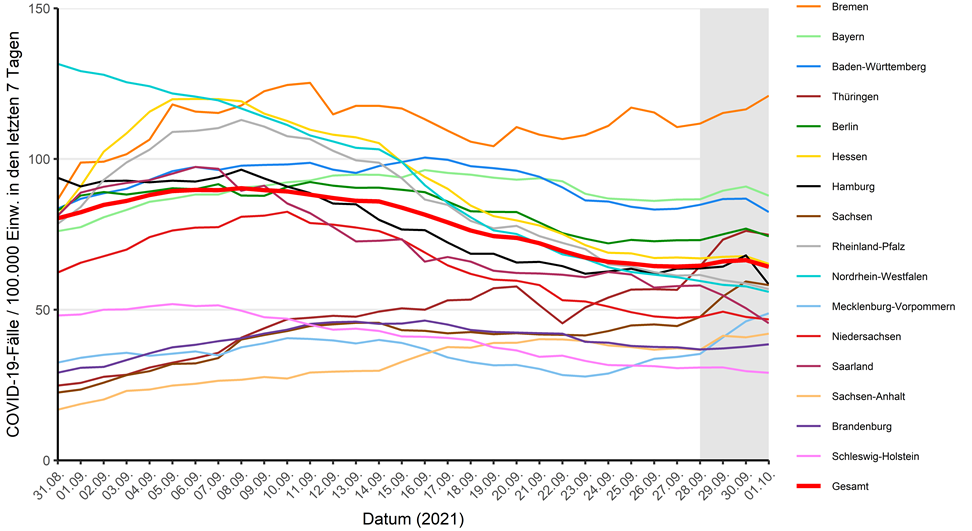 COVID-19-Fälle / 100.000 Einw. in den letzten 7 Tagen
150
100
50
0
31.08.
01.09.
02.09.
03.09.
04.09.
05.09.
06.09.
07.09.
08.09.
09.09.
10.09.
11.09.
12.09.
13.09.
14.09.
15.09.
16.09.
17.09.
18.09.
19.09.
20.09.
21.09.
22.09.
23.09.
24.09.
25.09.
26.09.
27.09.
28.09.
29.09.
30.09.
01.10.
Datum (2021)
Bremen
Bayern
Baden-Württemberg
Thüringen
Berlin
Hessen
Hamburg
Sachsen
Rheinland-Pfalz
Nordrhein-Westfalen
Mecklenburg-Vorpommern
Niedersachsen
Saarland
Sachsen-Anhalt
Brandenburg
Schleswig-Holstein
Gesamt